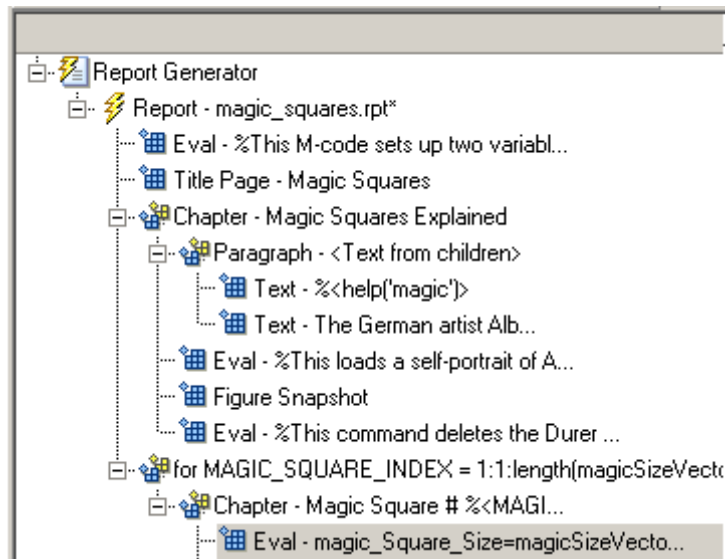 Report Generator
Report - magic_squares.rpt*
Eval - %This M-code sets up two variabl...
Title Page - Magic Squares
Chapter - Magic Squares Explained
Paragraph - <Text from children>
Text - %<help('magic')>
Text - The German artist Alb...
Eval - %This loads a self-portrait of A...
Figure Snapshot
Eval - %This command deletes the Durer ...
for MAGIC_SQUARE_INDEX = 1:1:length(magicSizeVecto
Chapter - Magic Square # %<MAGI...
Eval - magic_Square_Size=magicSizeVecto...